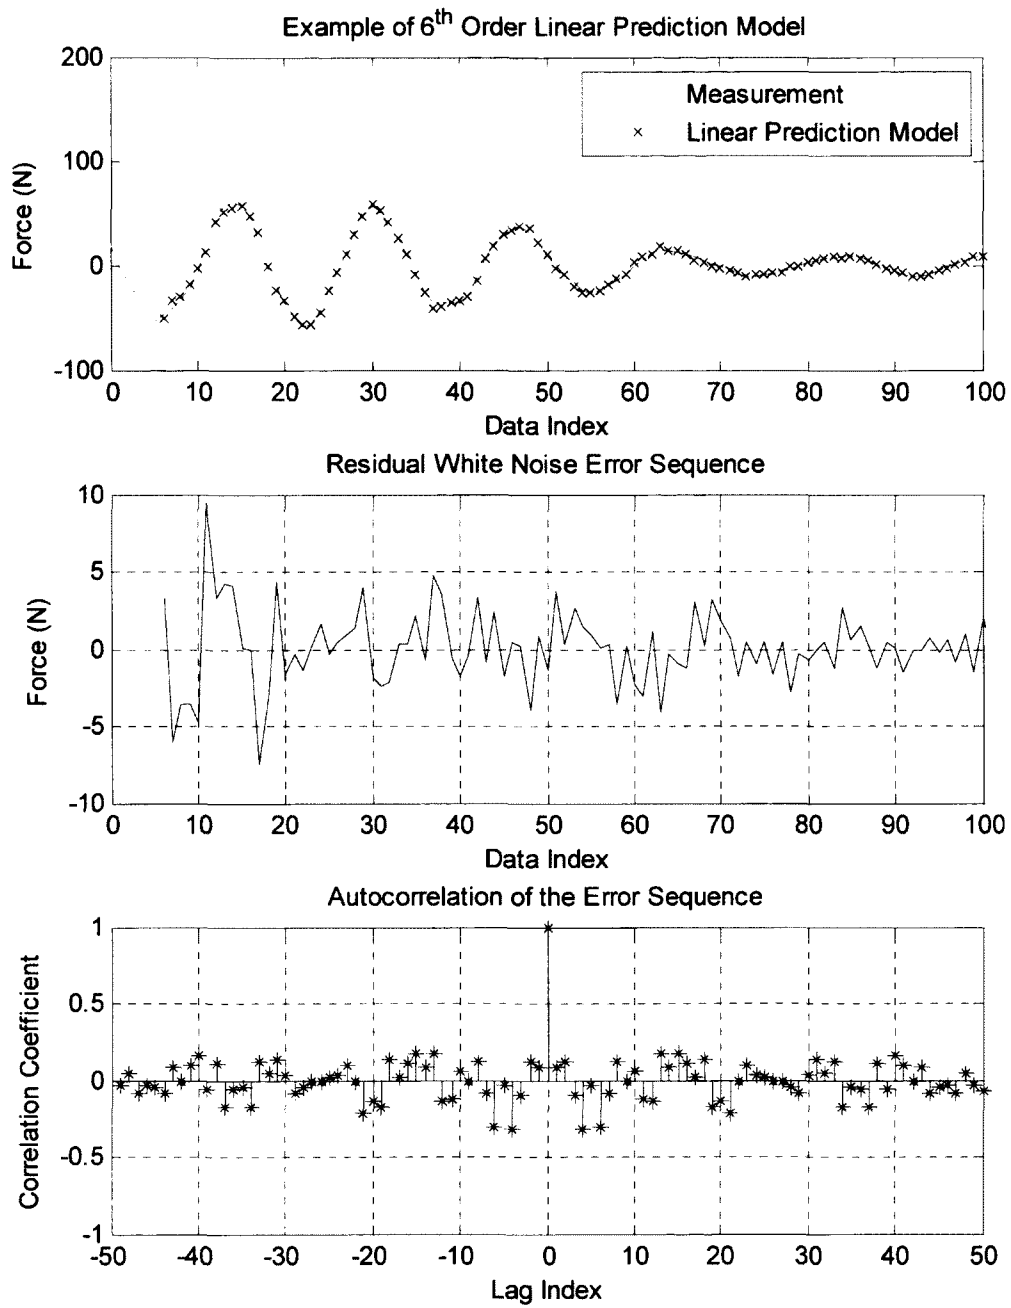 Example of 6th Order Linear Prediction Model
200
100
0
-100
Force (N)
Measurement
× Linear Prediction Model
0 10 20 30 40 50 60 70 80 90 100
Data Index
Residual White Noise Error Sequence
10
5
0
-5
-10
Force (N)
0 10 20 30 40 50 60 70 80 90 100
Data Index
Autocorrelation of the Error Sequence
1
0.5
0
-0.5
-1
Correlation Coefficient
-50 -40 -30 -20 -10 0 10 20 30 40 50
Lag Index